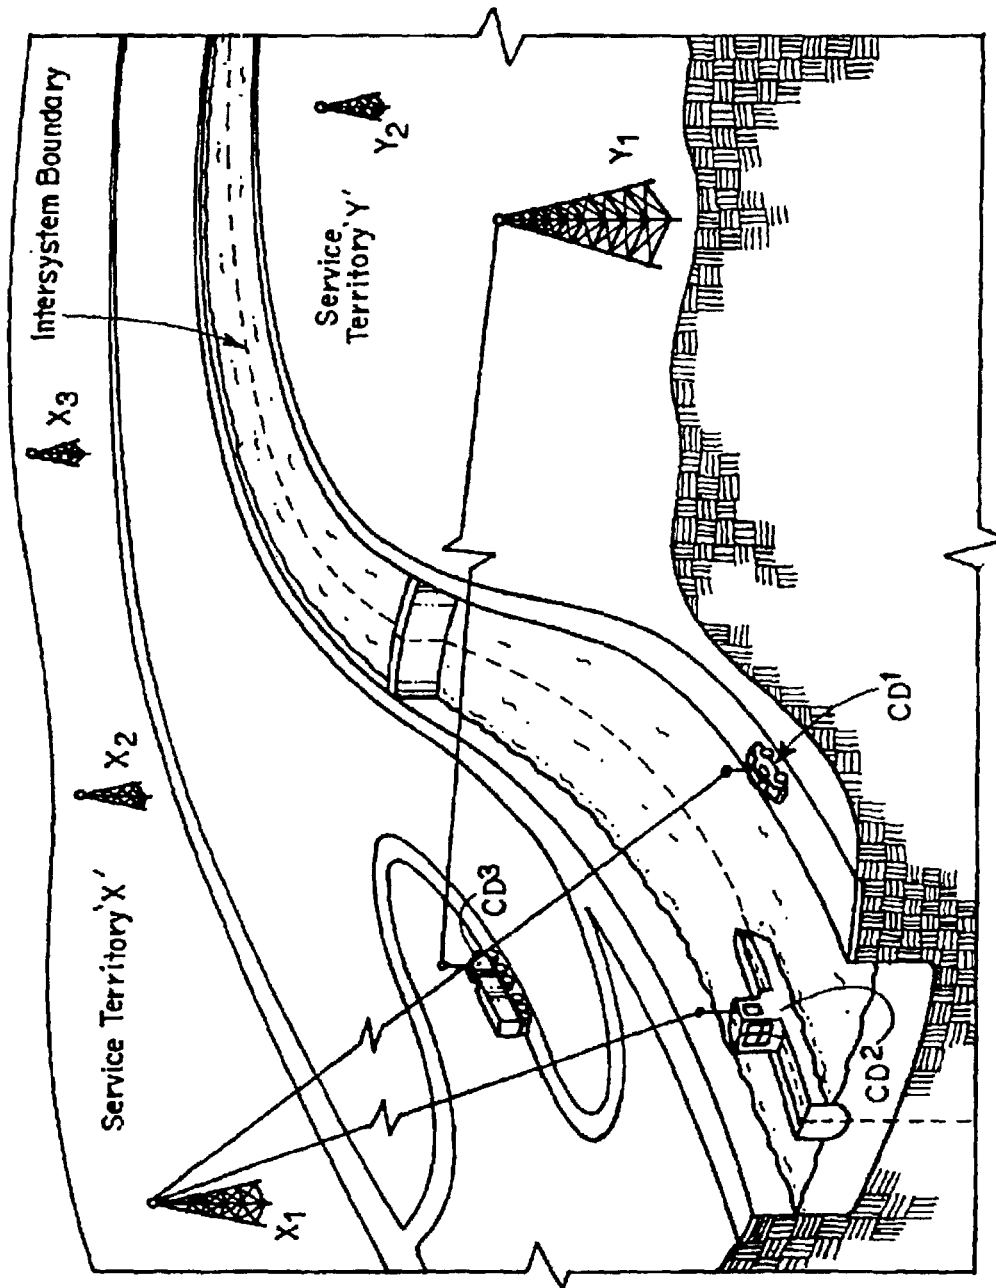 Service Territory 'X'
Intersystem Boundary
X1
X2
X3
Service
Territory 'Y'
Y2
Y1
CD3
CD1
CD2